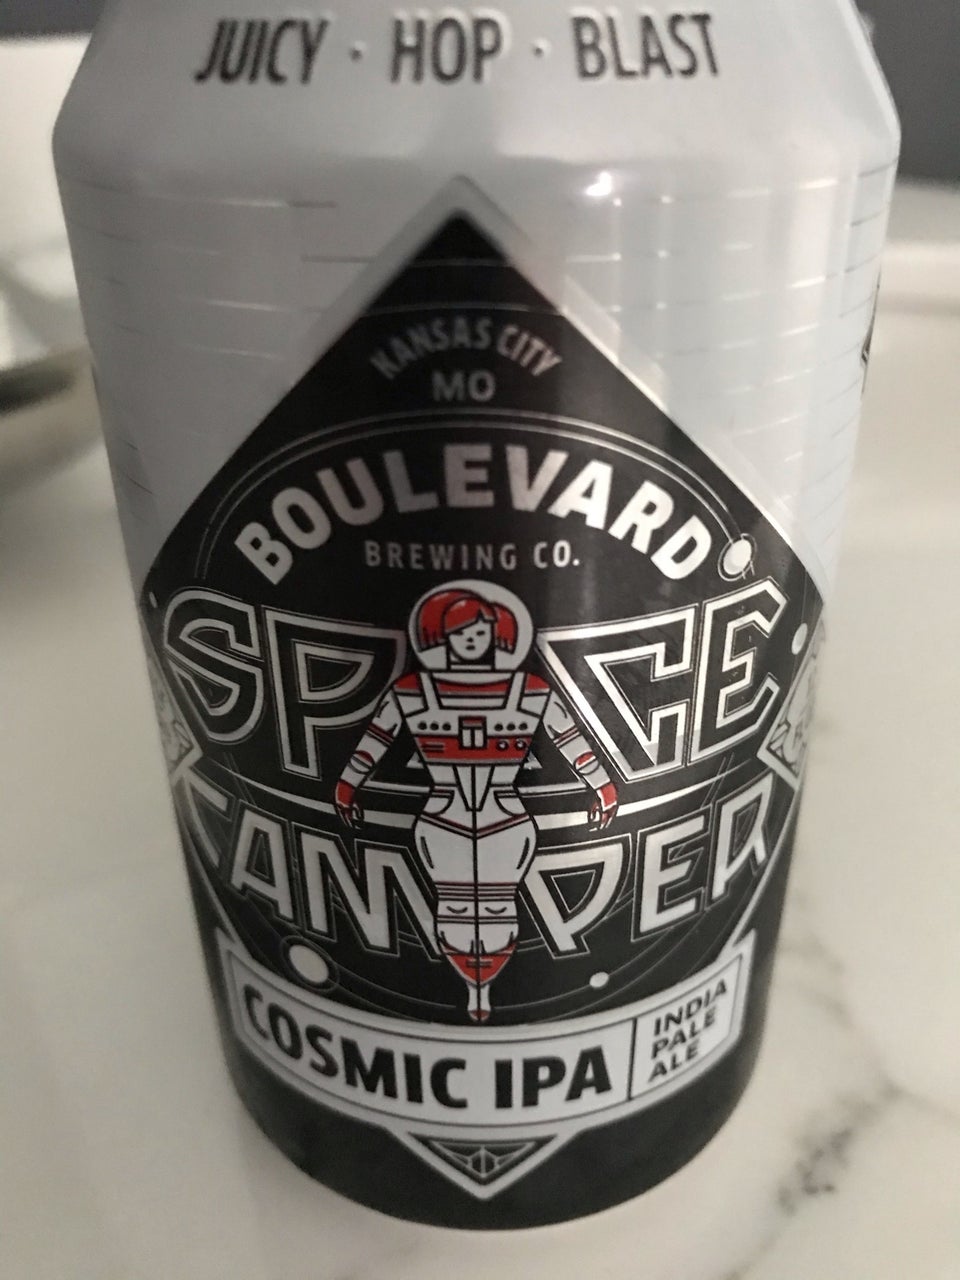 JUICY · HOP · BLAST
KANSAS CITY
MO
BOULEVARD
BREWING CO.
SPACE
CAMPER
COSMIC IPA
INDIA
PALE
ALE